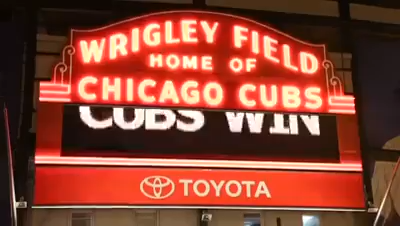 WRIGLEY FIELD
HOME OF
CHICAGO CUBS
CUBS WIN
TOYOTA